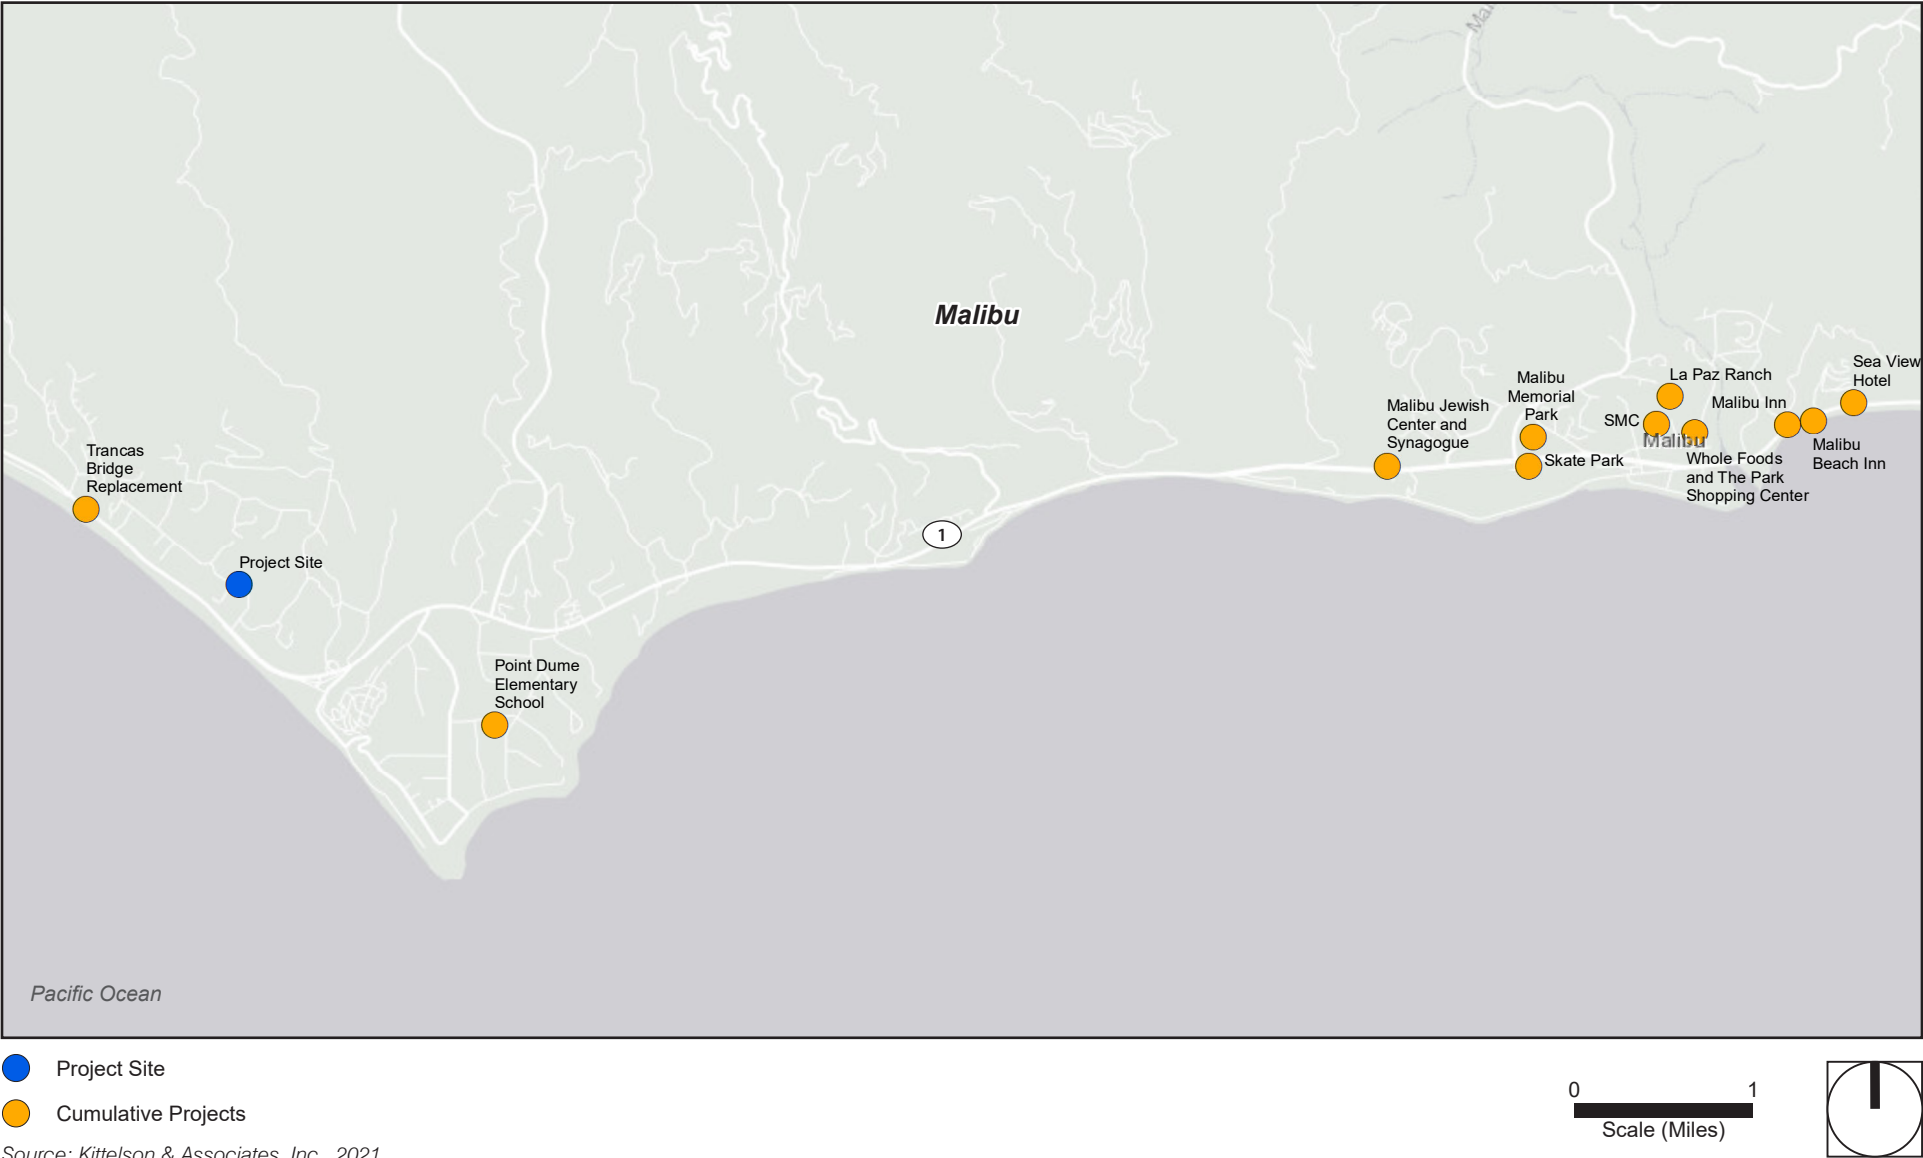 Mal
Malibu
Sea View
Hotel
La Paz Ranch
Malibu
Memorial
Park
Malibu Inn
Malibu Jewish
Center and
Synagogue
SMC
Malibu
Malibu
Beach Inn
Skate Park
Whole Foods
and The Park
Shopping Center
Trancas
Bridge
Replacement
1
Project Site
Point Dume
Elementary
School
Pacific Ocean
Project Site
Cumulative Projects
0 1
Scale (Miles)
Source: Kittelson & Associates, Inc., 2021